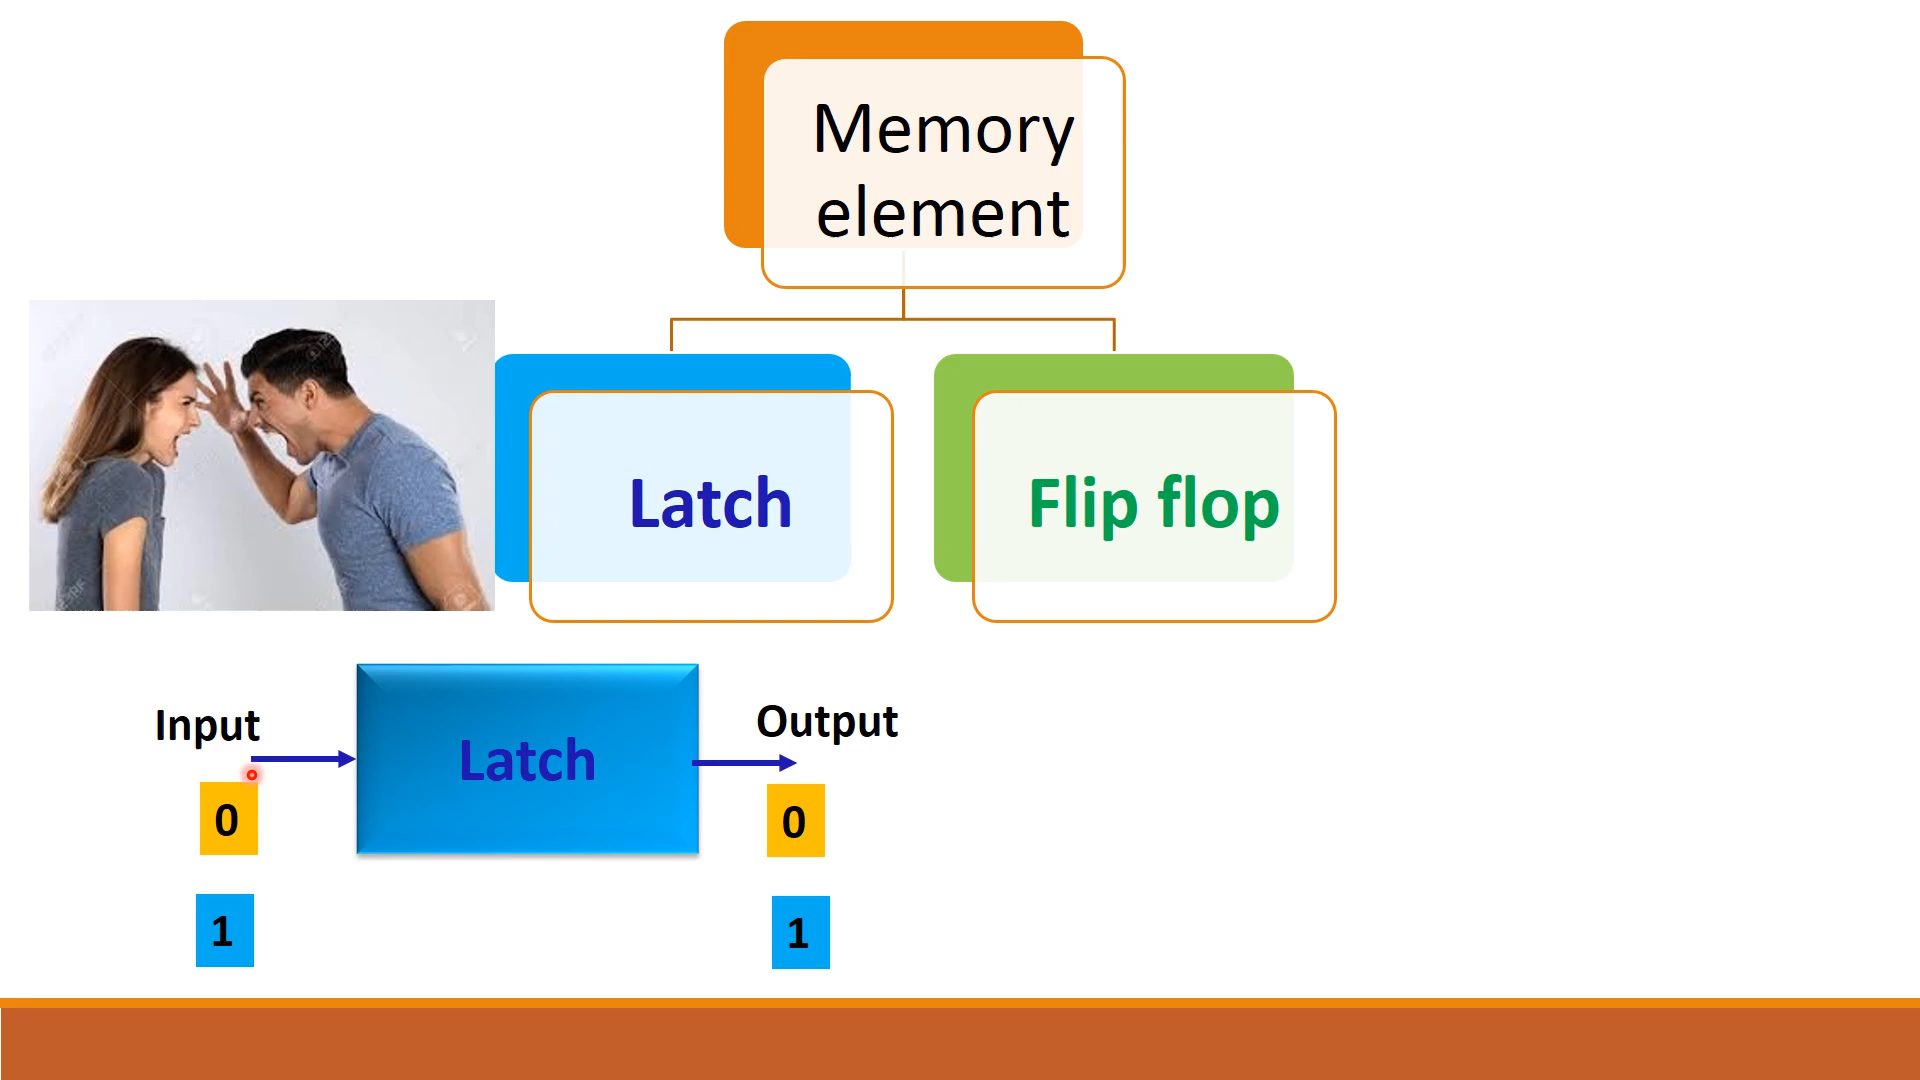 Memory
element
Latch
Flip flop
Input
Output
Latch
0
0
1
1